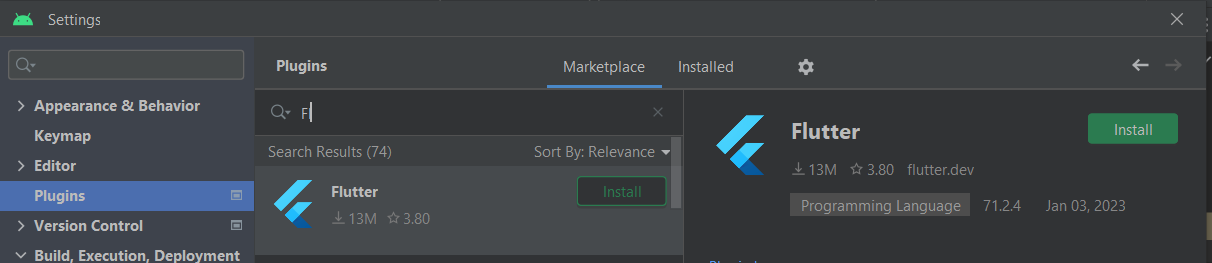 Settings
Plugins
Marketplace
Installed
Appearance & Behavior
Keymap
Editor
Plugins
Version Control
Build, Execution, Deployment
Fl
Search Results (74)
Sort By: Relevance
Flutter
13M 3.80
Install
Flutter
13M 3.80 flutter.dev
Install
Programming Language 71.2.4 Jan 03, 2023